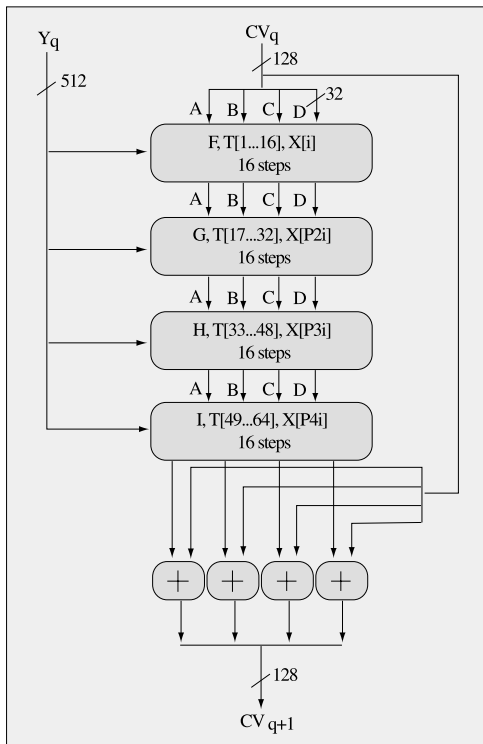 Yq CVq
512 128
32
A B C D
F, T[1...16], X[i]
16 steps
A B C D
G, T[17...32], X[P2i]
16 steps
A B C D
H, T[33...48], X[P3i]
16 steps
A B C D
I, T[49...64], X[P4i]
16 steps
+ + + +
128
CVq+1